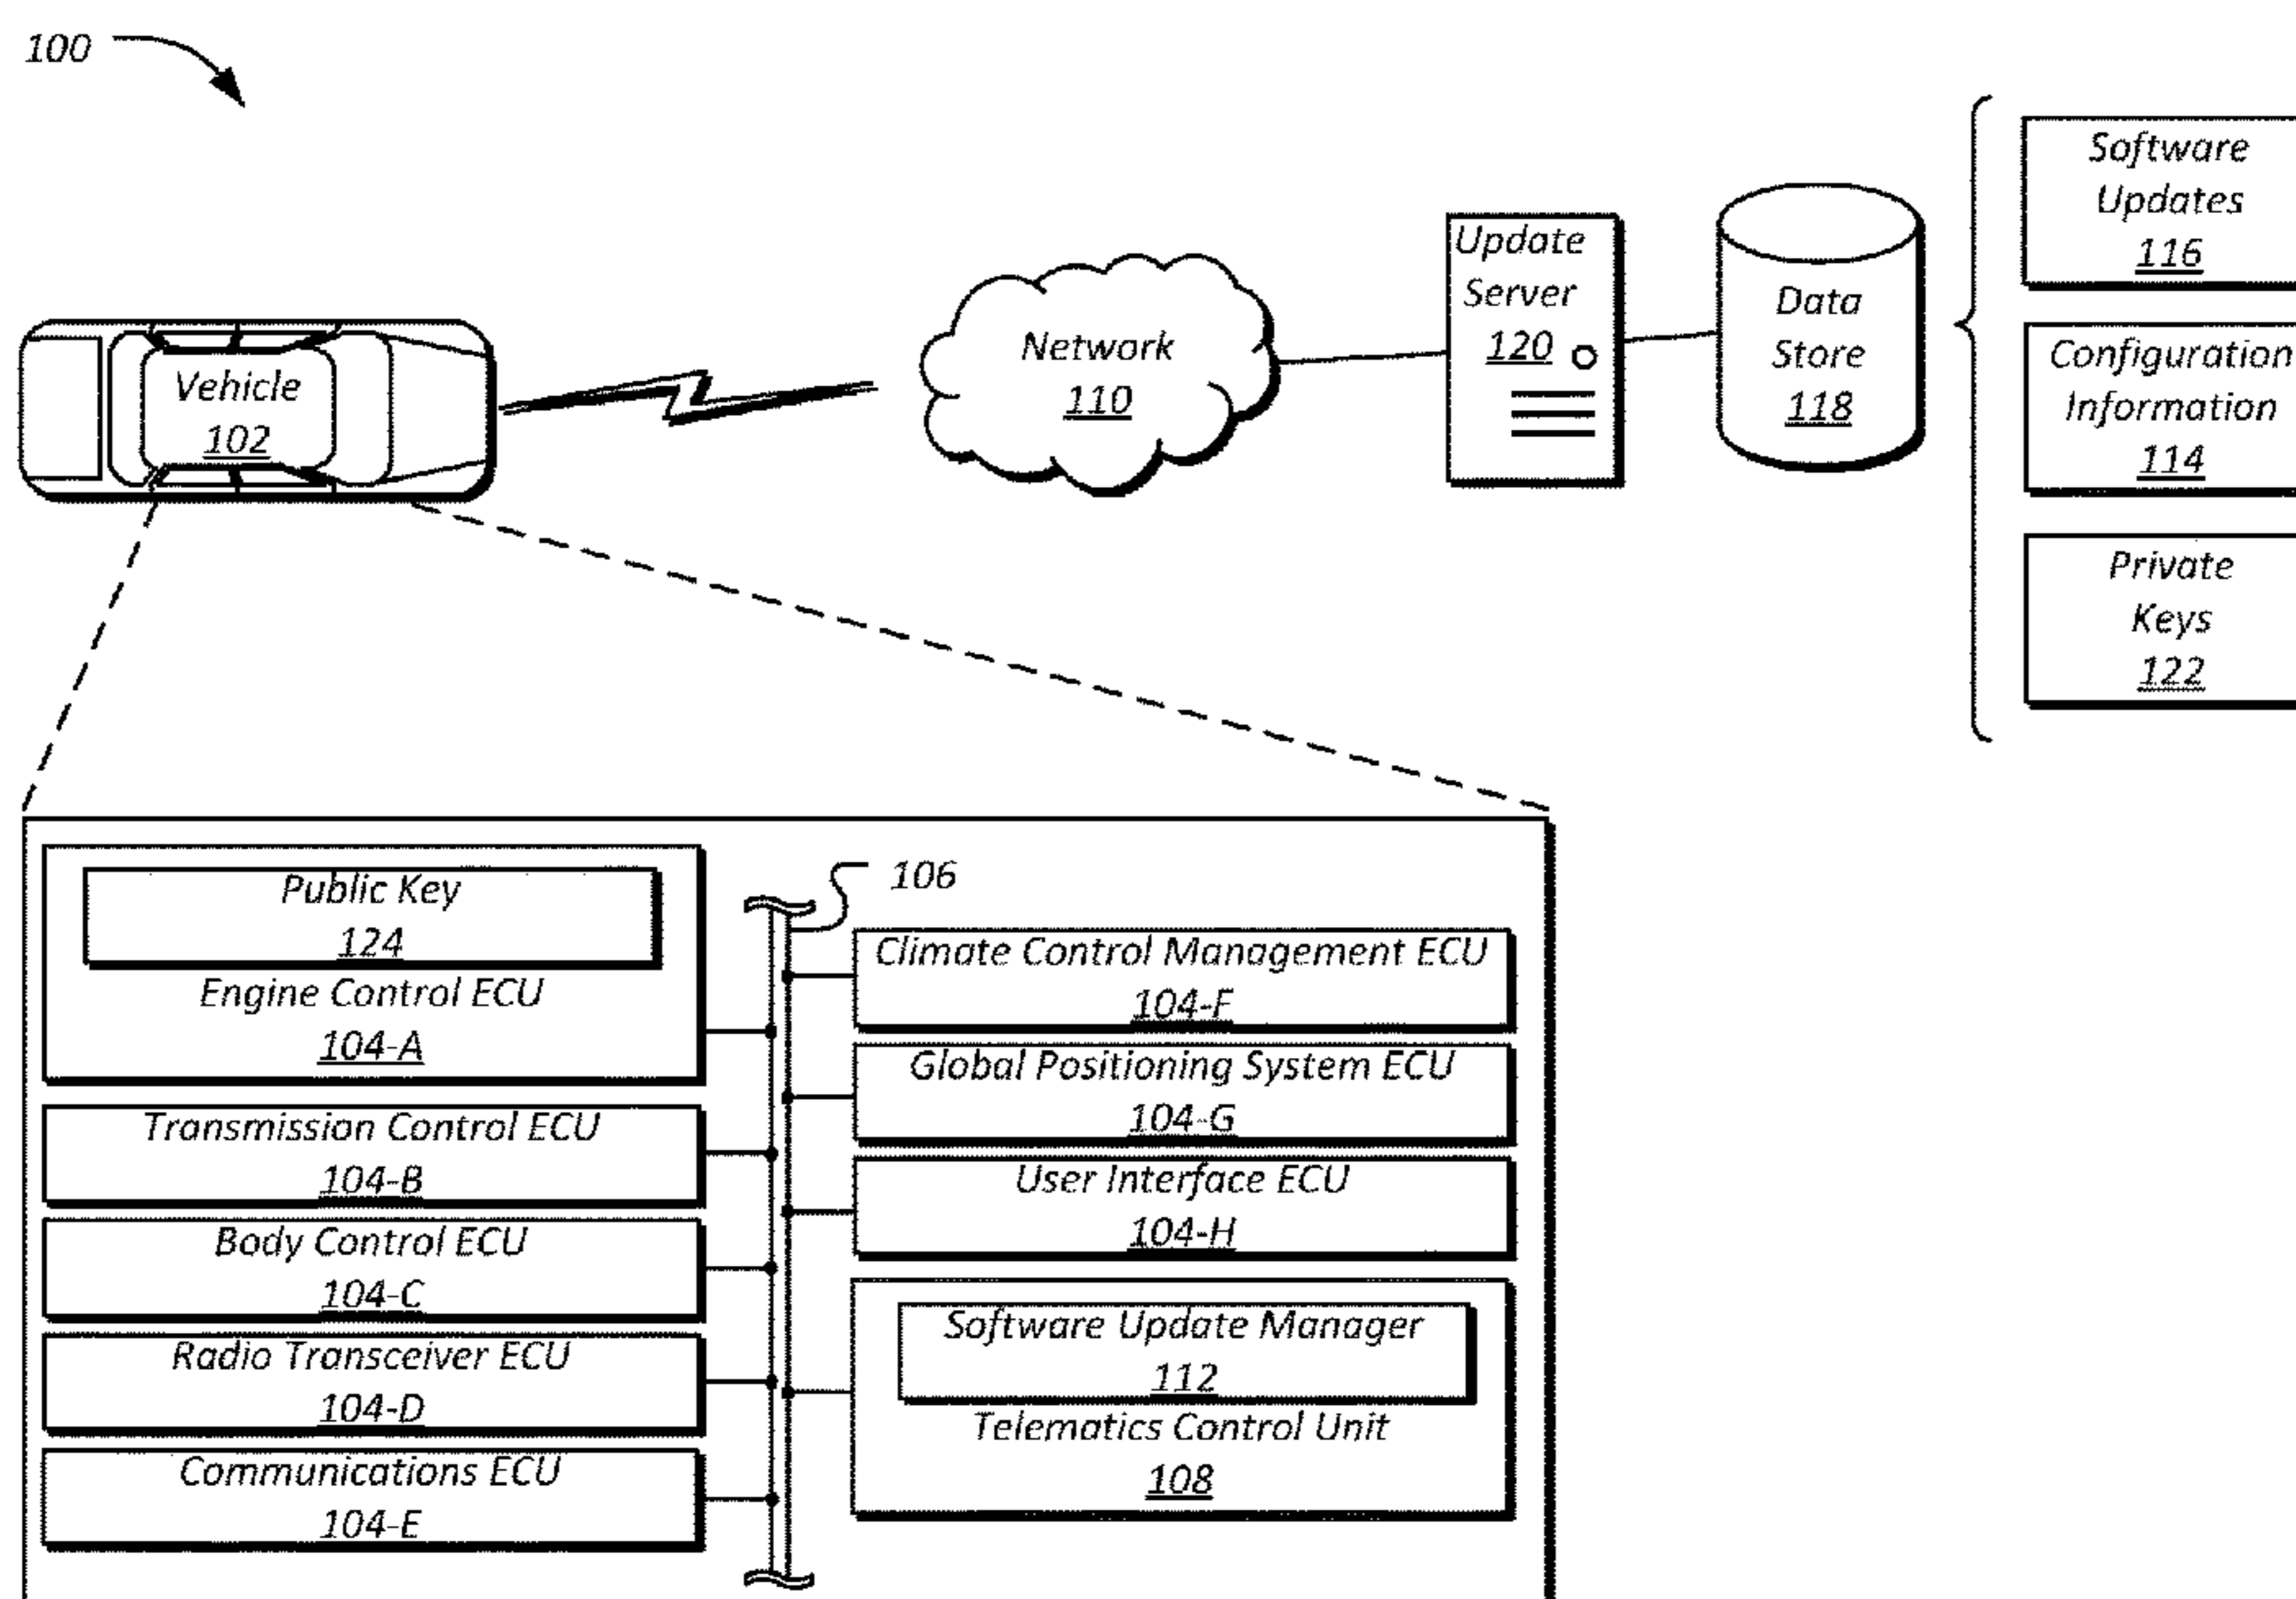 100
Vehicle
102
Network
110
Update
Server
120
Data
Store
118
Software
Updates
116
Configuration
Information
114
Private
Keys
122
Public Key
124
Engine Control ECU
104-A
Transmission Control ECU
104-B
Body Control ECU
104-C
Radio Transceiver ECU
104-D
Communications ECU
104-E
106
Climate Control Management ECU
104-F
Global Positioning System ECU
104-G
User Interface ECU
104-H
Software Update Manager
112
Telematics Control Unit
108